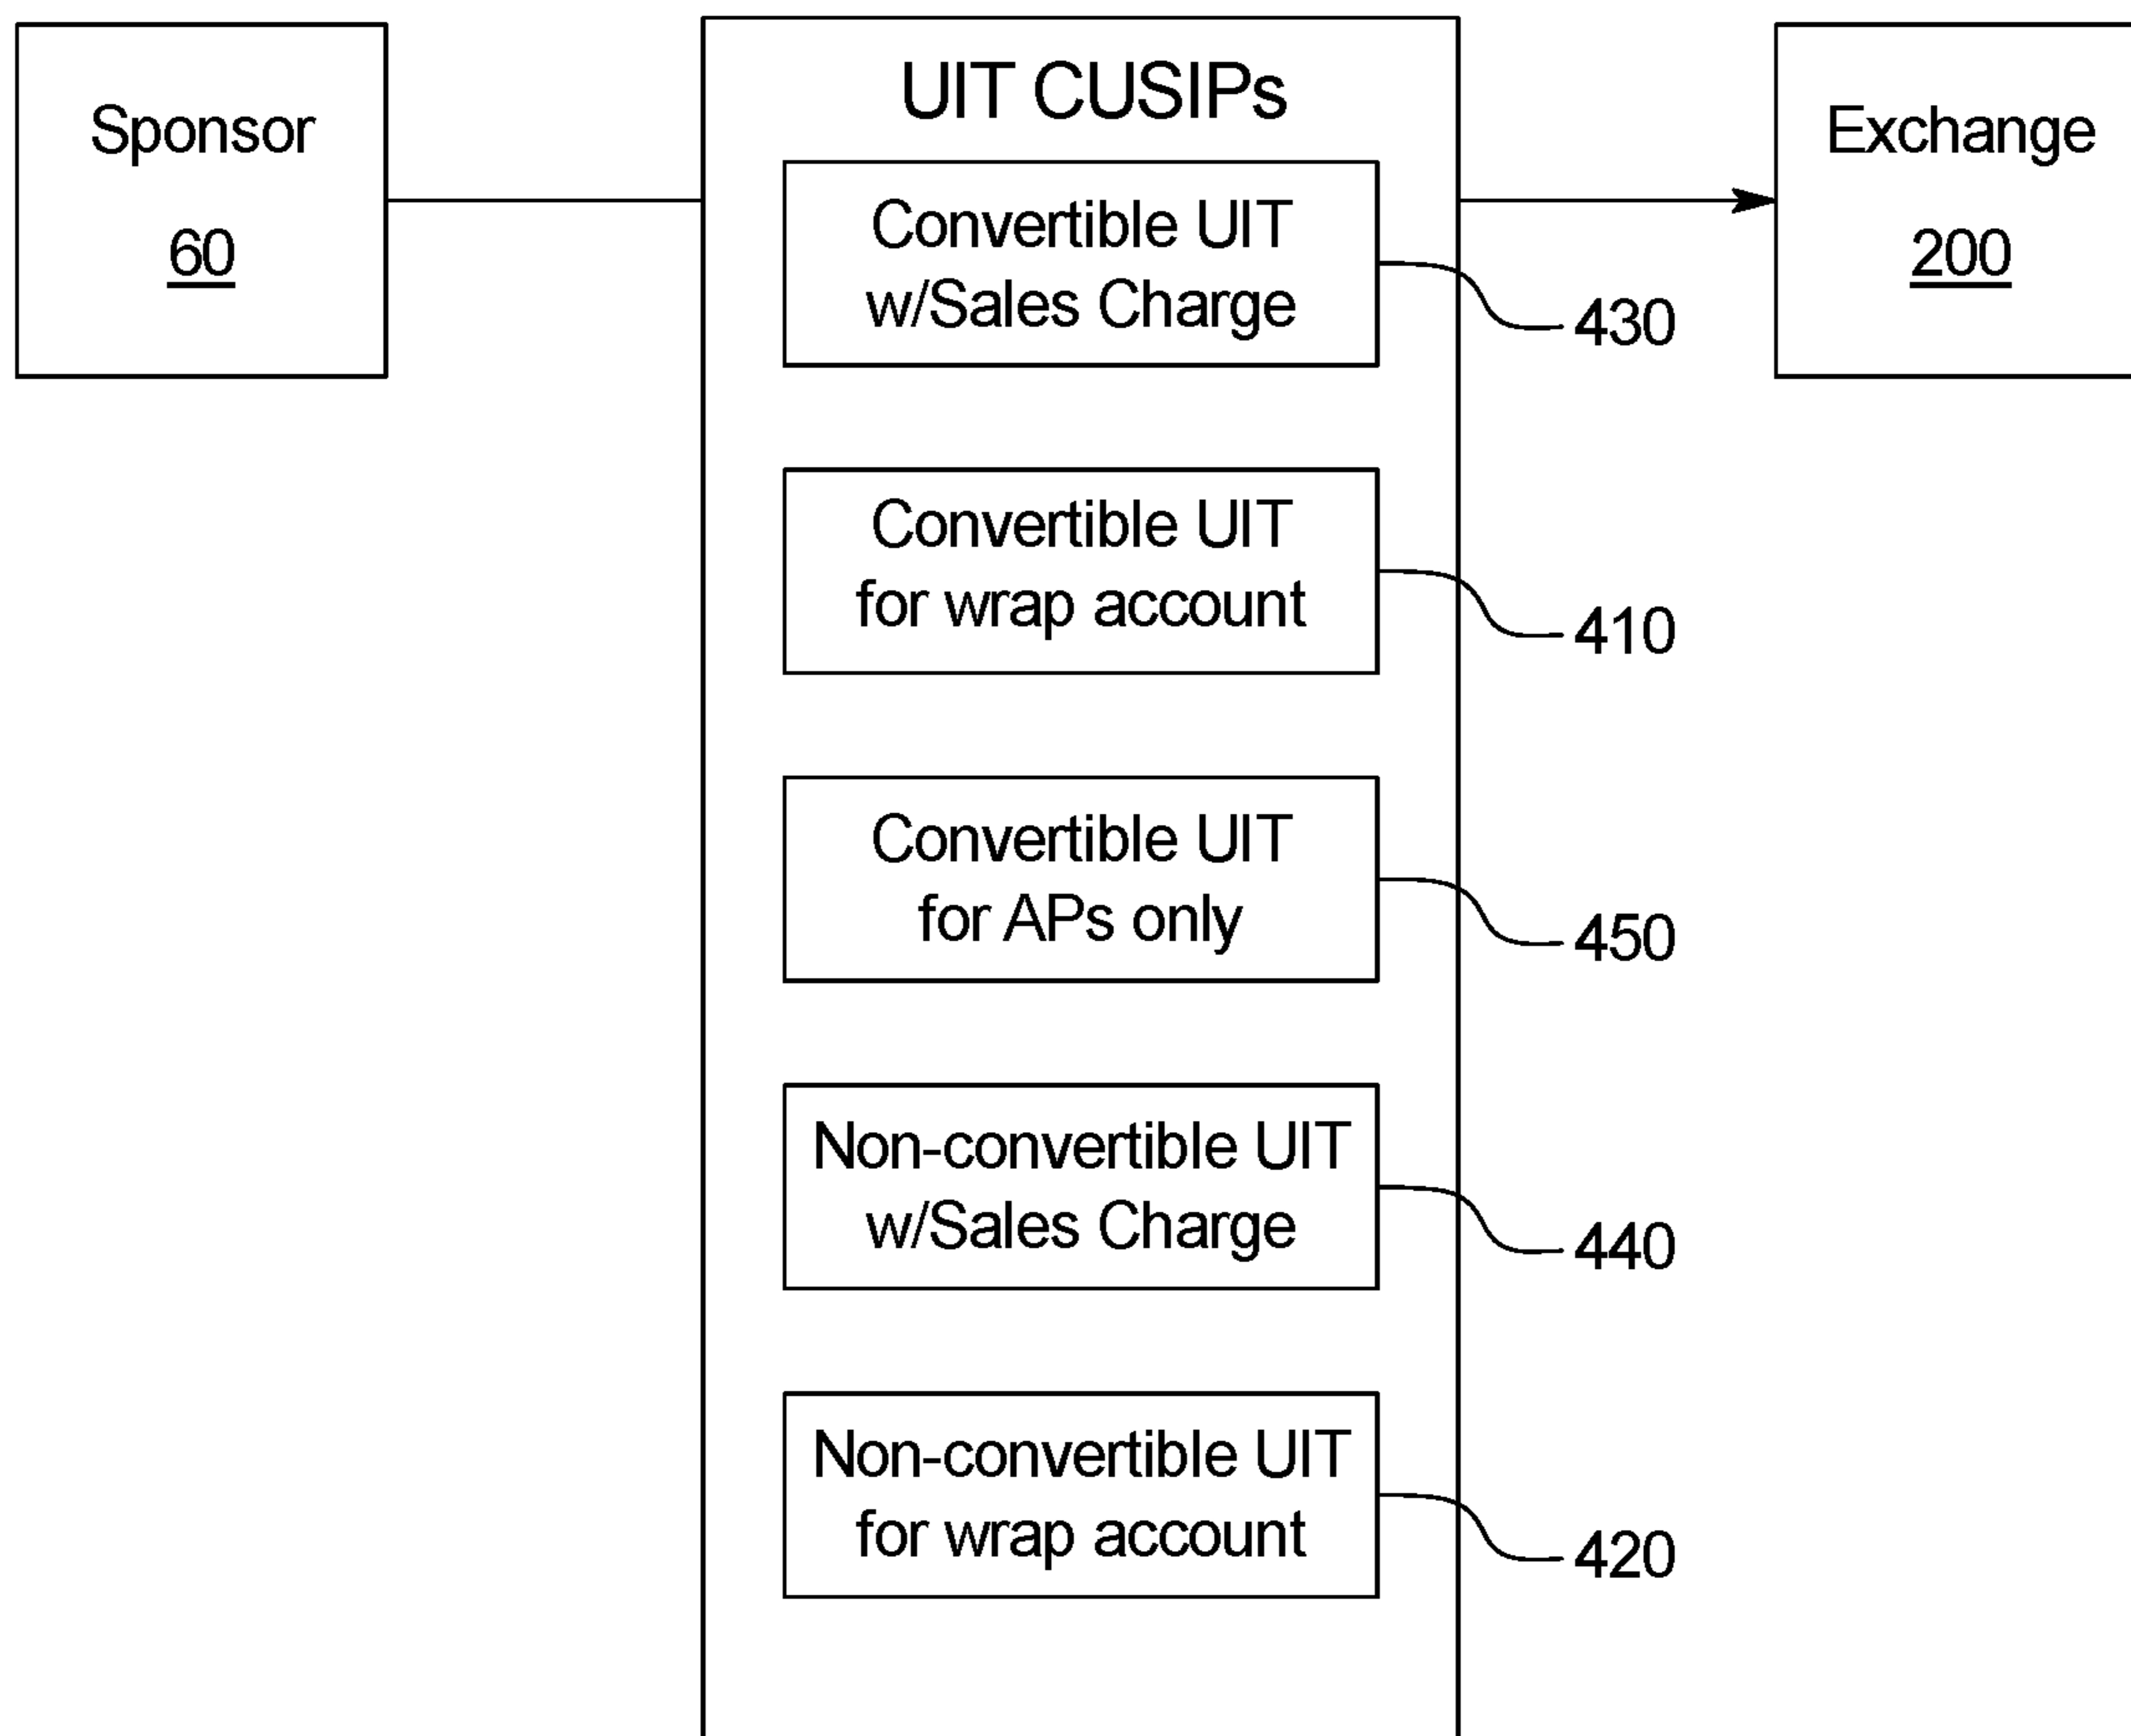 Sponsor
60
UIT CUSIPs
Convertible UIT
w/Sales Charge
430
Convertible UIT
for wrap account
410
Convertible UIT
for APs only
450
Non-convertible UIT
w/Sales Charge
440
Non-convertible UIT
for wrap account
420
Exchange
200